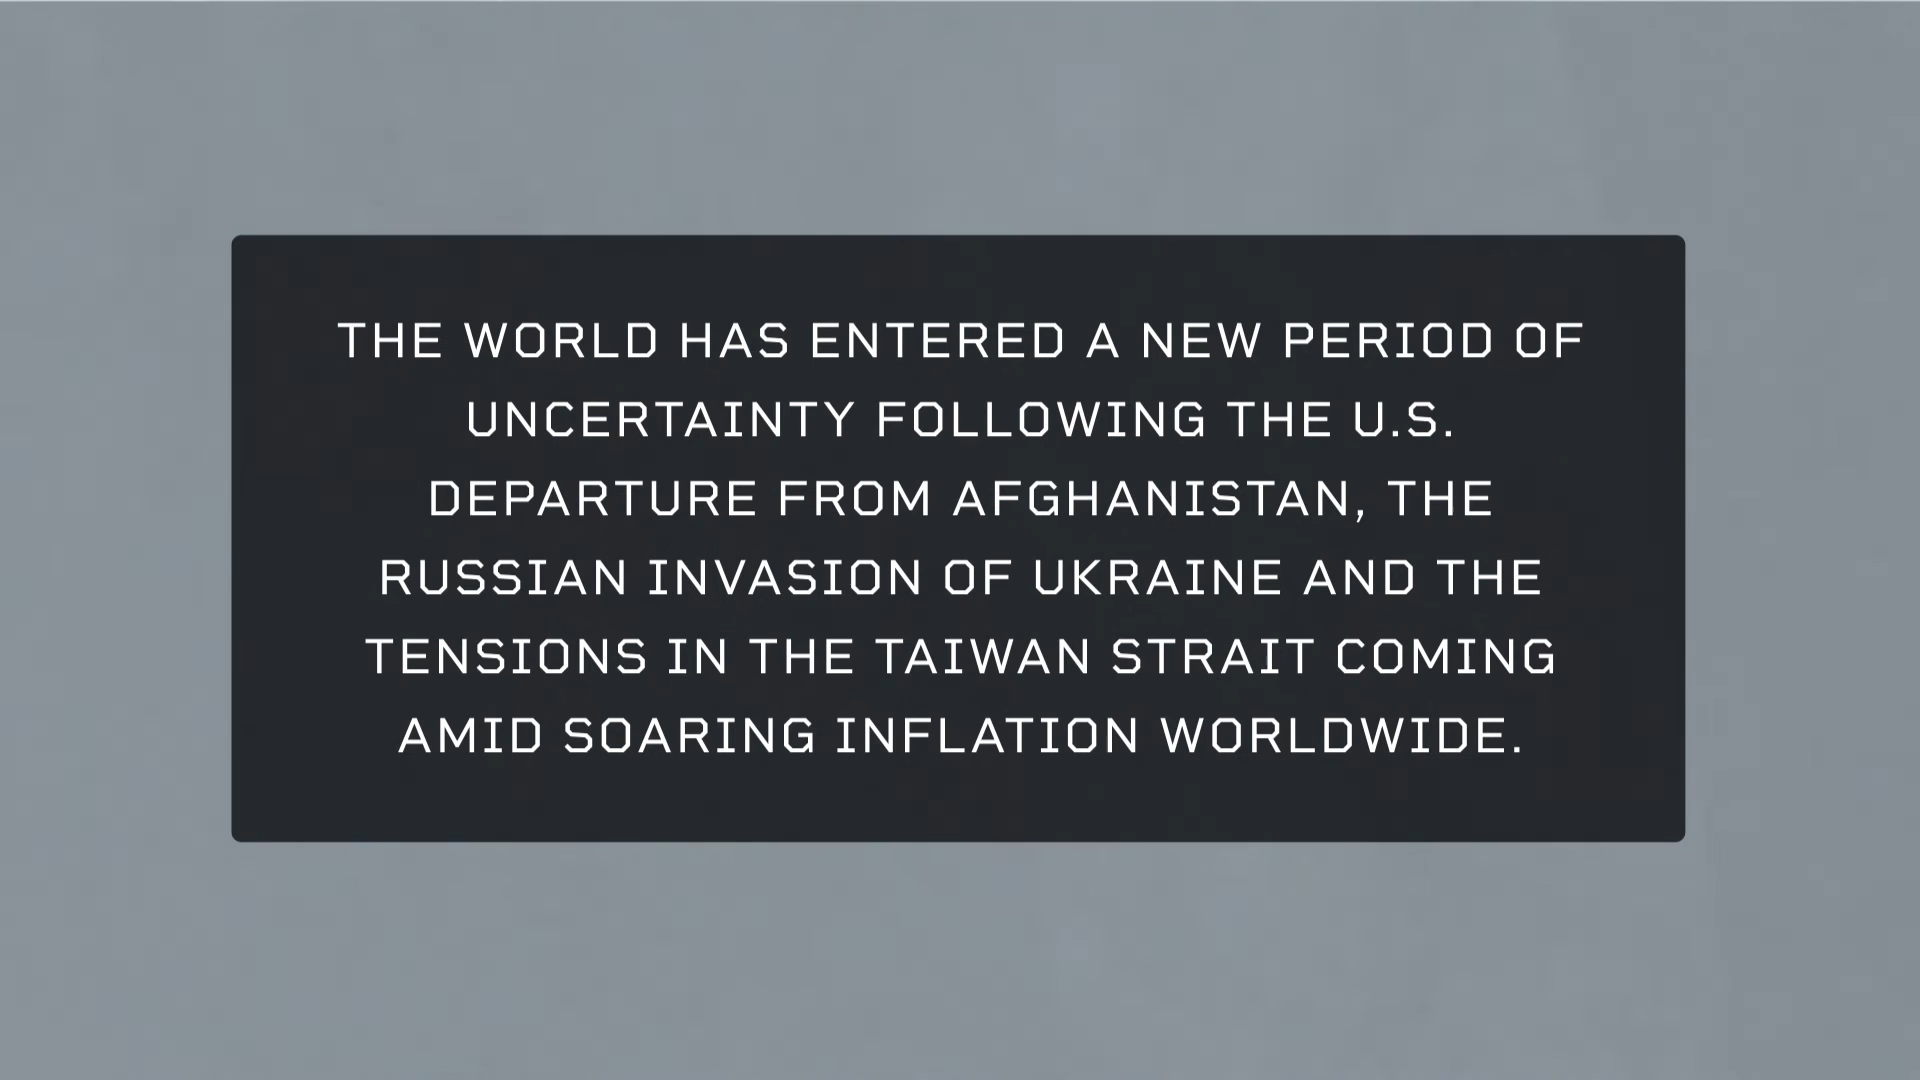 THE WORLD HAS ENTERED A NEW PERIOD OF
UNCERTAINTY FOLLOWING THE U.S.
DEPARTURE FROM AFGHANISTAN, THE
RUSSIAN INVASION OF UKRAINE AND THE
TENSIONS IN THE TAIWAN STRAIT COMING
AMID SOARING INFLATION WORLDWIDE.